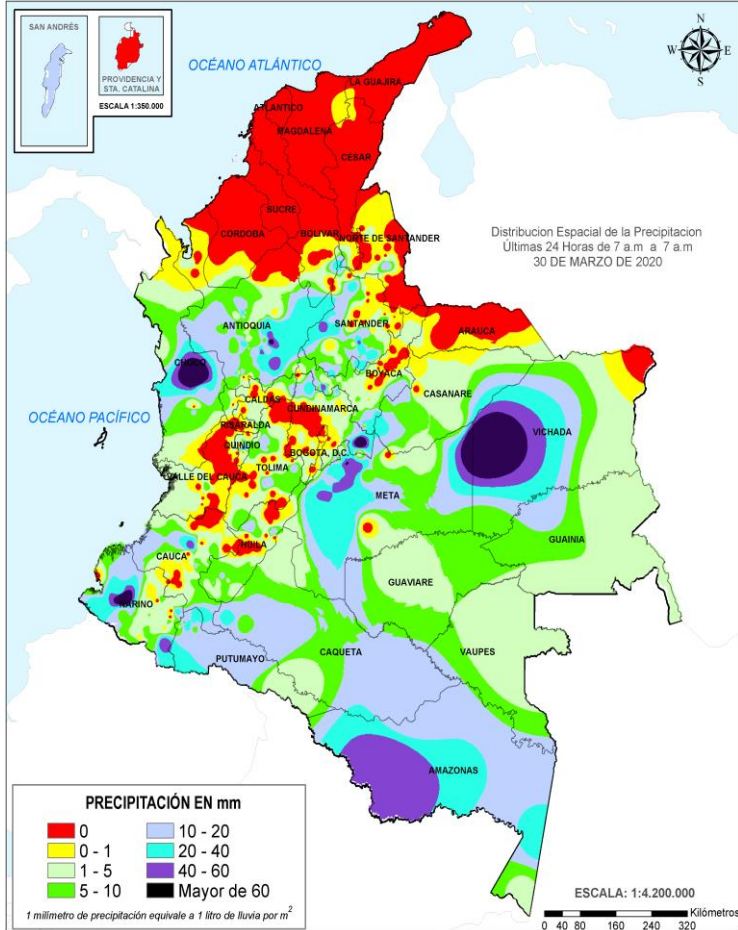 SAN ANDRÉS
PROVIDENCIA Y
STA. CATALINA
ESCALA 1:350.000
OCÉANO ATLÁNTICO
N
W E
S
LA GUAJIRA
ATLANTICO
MAGDALENA
CESAR
SUCRE
CORDOBA
BOLIVAR
NORTE DE SANTANDER
Distribucion Espacial de la Precipitacion
Últimas 24 Horas de 7 a.m a 7 a.m
30 DE MARZO DE 2020
ANTIOQUIA
SANTANDER
ARAUCA
CHOCO
BOYACA
CASANARE
CALDAS
CUNDINAMARCA
OCÉANO PACÍFICO
RISARALDA
VICHADA
QUINDIO
BOGOTA, D.C.
TOLIMA
VALLE DEL CAUCA
META
GUAINIA
HUILA
CAUCA
GUAVIARE
NARIÑO
CAQUETA
VAUPES
PUTUMAYO
AMAZONAS
PRECIPITACIÓN EN mm
0
0 - 1
1 - 5
5 - 10
10 - 20
20 - 40
40 - 60
Mayor de 60
1 milimetro de precipitación equivale a 1 litro de lluvia por m²
ESCALA: 1:4.200.000
Kilómetros
0 40 80 160 240 320